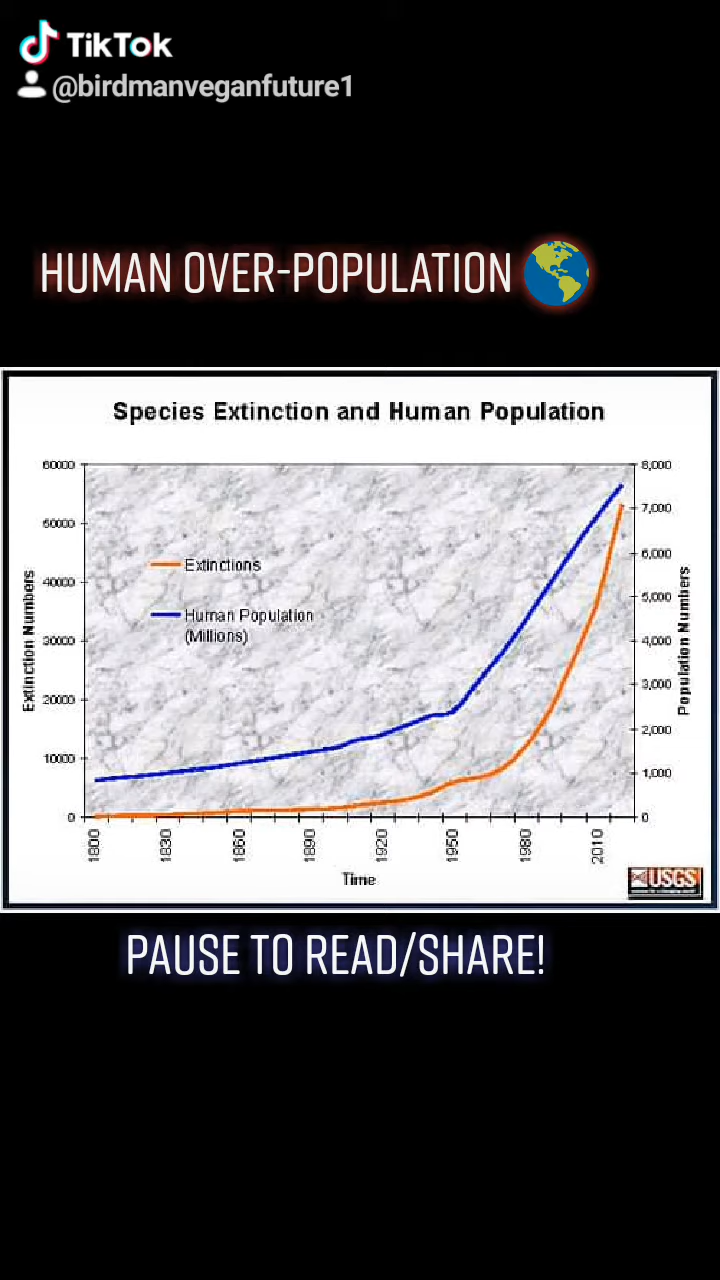 TikTok
@birdmanveganfuture1
HUMAN OVER-POPULATION
Species Extinction and Human Population
60000
60000
40000
30000
20000
10000
0
Extinction Numbers
8,000
7,000
6,000
5,000
4,000
3,000
2,000
1,000
0
Population Numbers
Extinctions
Human Population
(Millions)
1800
1830
1860
1890
1920
1950
1980
2010
Time
USGS
PAUSE TO READ/SHARE!